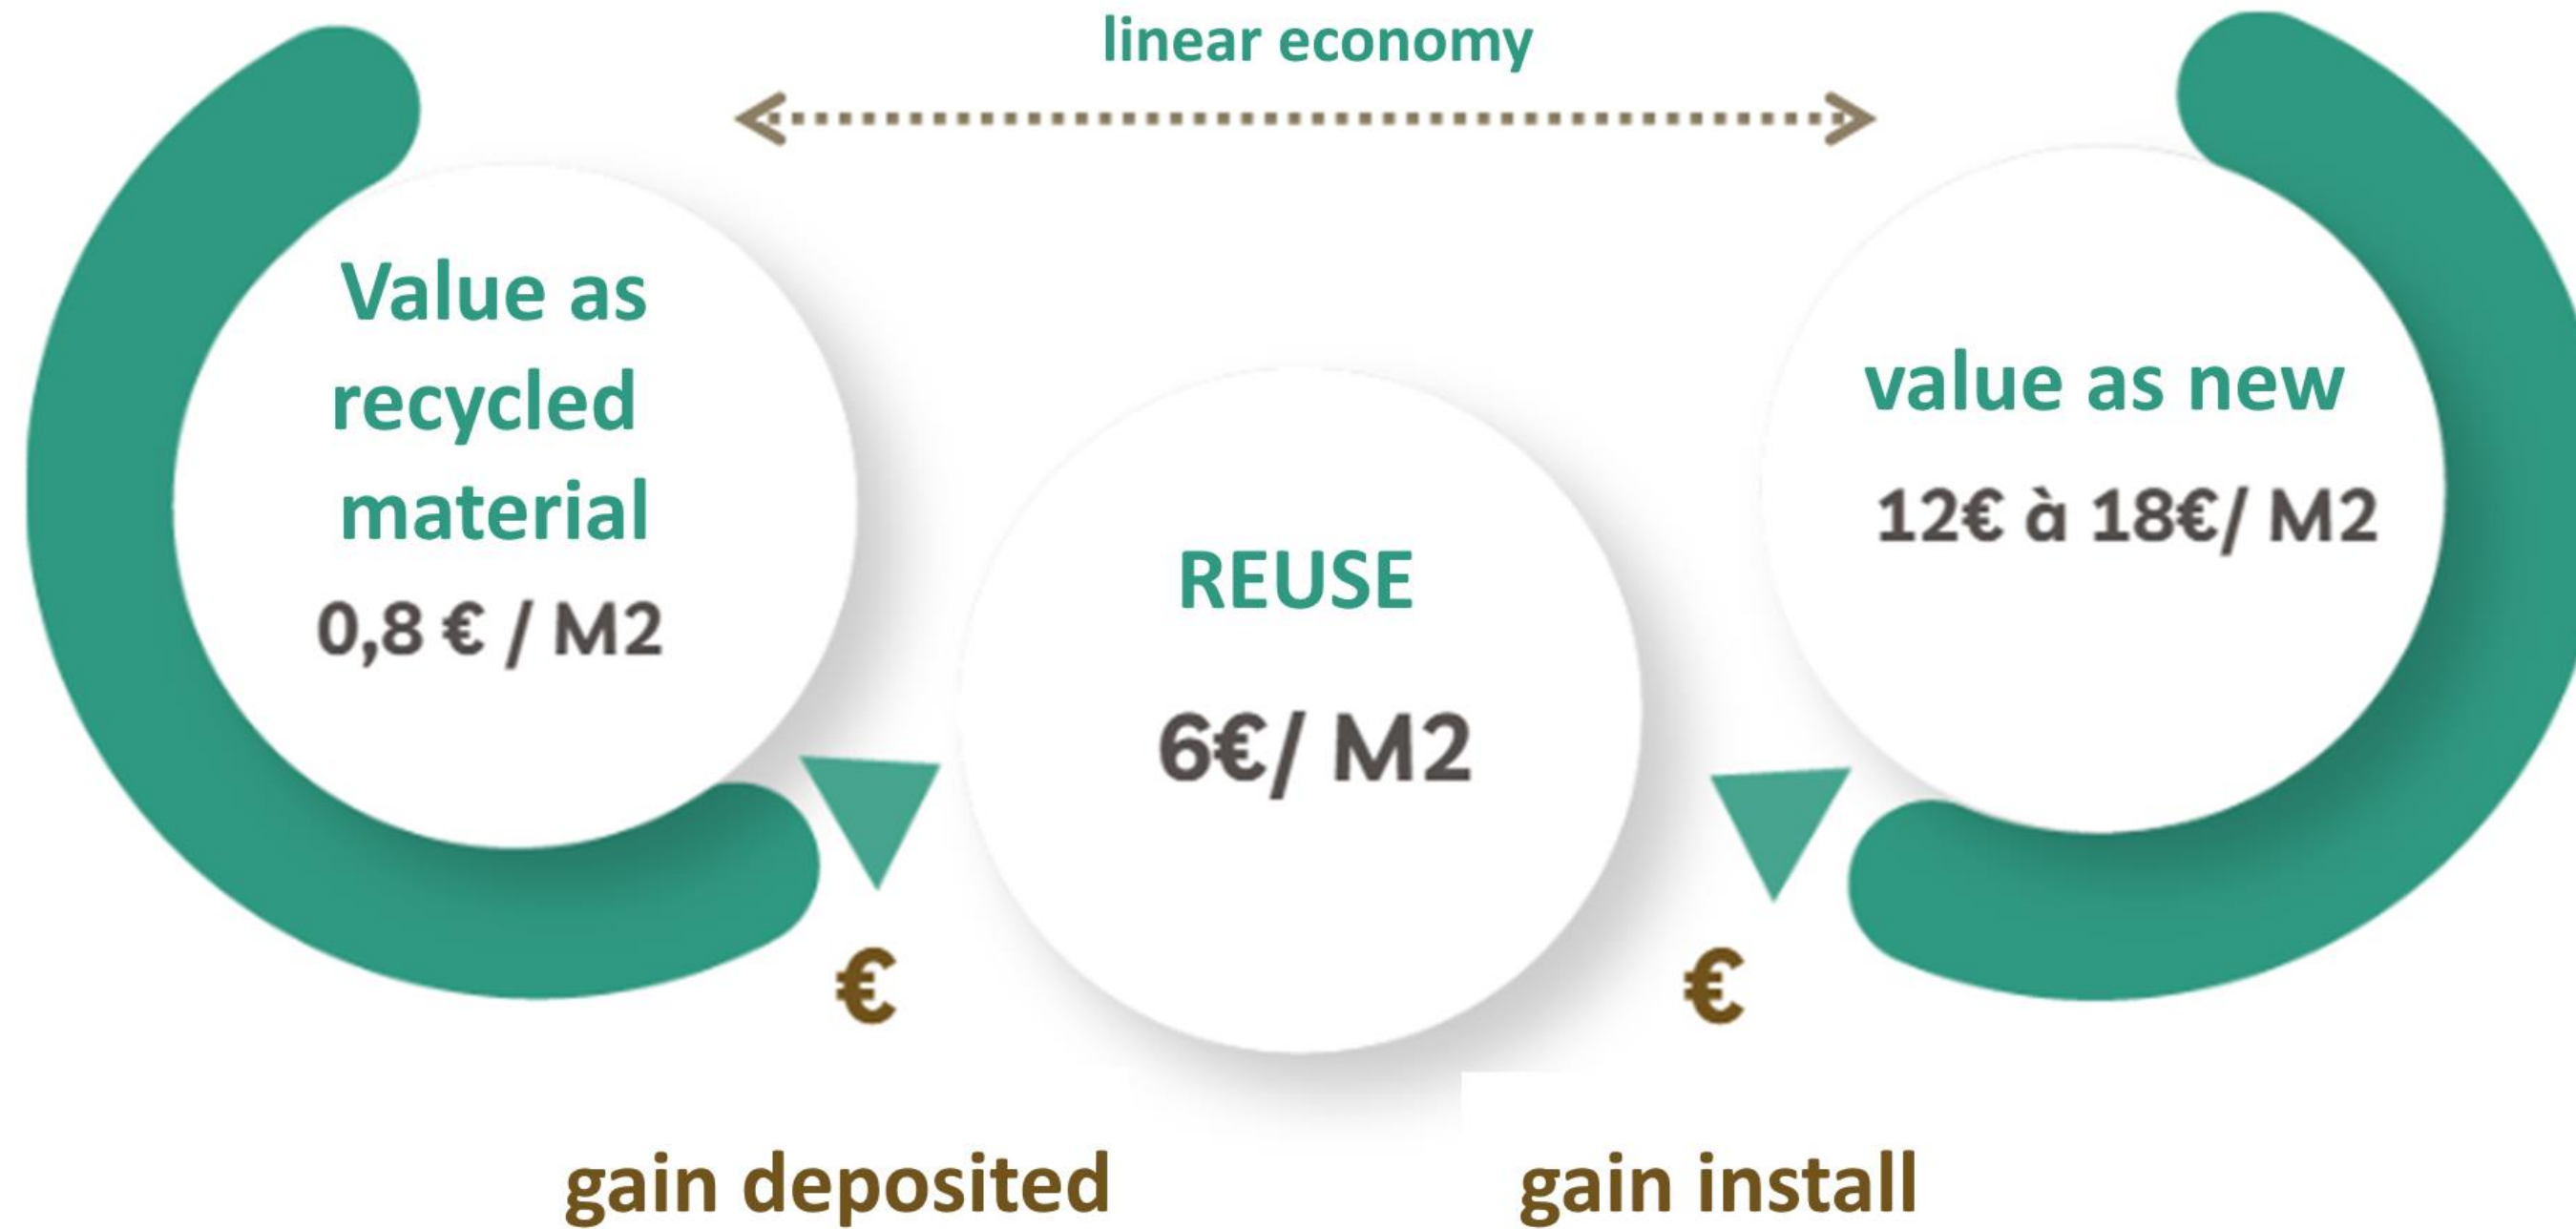 linear economy
Value as
recycled
material
0,8 € / M2
REUSE
6€/ M2
value as new
12€ à 18€/ M2
€
€
gain deposited
gain install